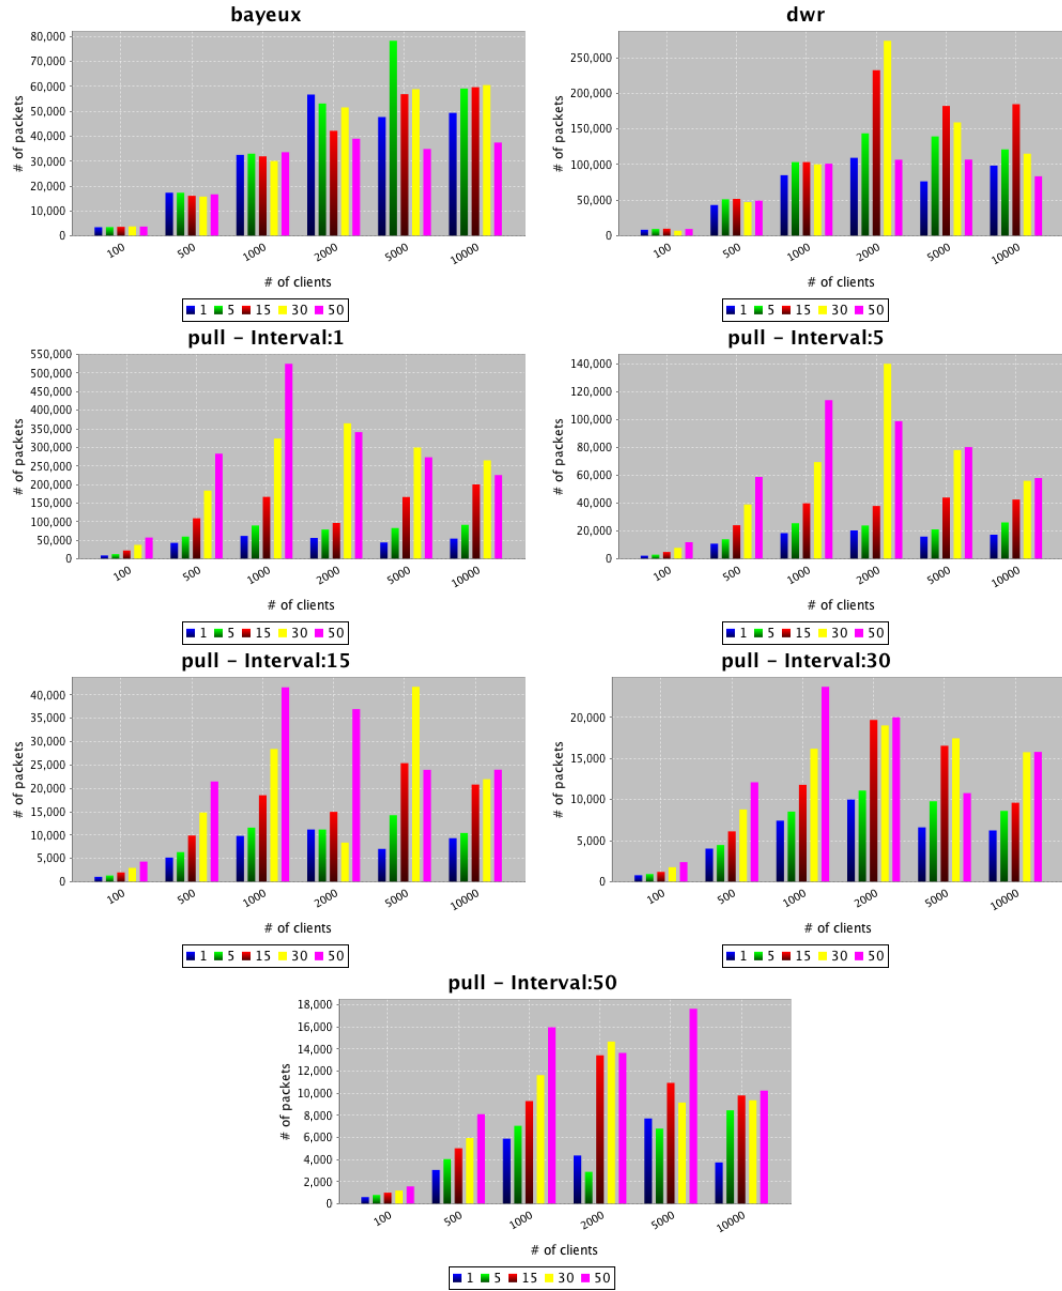 bayeux
80,000
70,000
60,000
50,000
40,000
30,000
20,000
10,000
0
# of packets
100 500 1000 2000 5000 10000
# of clients
1 5 15 30 50
dwr
250,000
200,000
150,000
100,000
50,000
0
# of packets
100 500 1000 2000 5000 10000
# of clients
1 5 15 30 50
pull - Interval:1
550,000
500,000
450,000
400,000
350,000
300,000
250,000
200,000
150,000
100,000
50,000
0
# of packets
100 500 1000 2000 5000 10000
# of clients
1 5 15 30 50
pull - Interval:5
140,000
120,000
100,000
80,000
60,000
40,000
20,000
0
# of packets
100 500 1000 2000 5000 10000
# of clients
1 5 15 30 50
pull - Interval:15
40,000
35,000
30,000
25,000
20,000
15,000
10,000
5,000
0
# of packets
100 500 1000 2000 5000 10000
# of clients
1 5 15 30 50
pull - Interval:30
20,000
15,000
10,000
5,000
0
# of packets
100 500 1000 2000 5000 10000
# of clients
1 5 15 30 50
pull - Interval:50
18,000
16,000
14,000
12,000
10,000
8,000
6,000
4,000
2,000
0
# of packets
100 500 1000 2000 5000 10000
# of clients
1 5 15 30 50